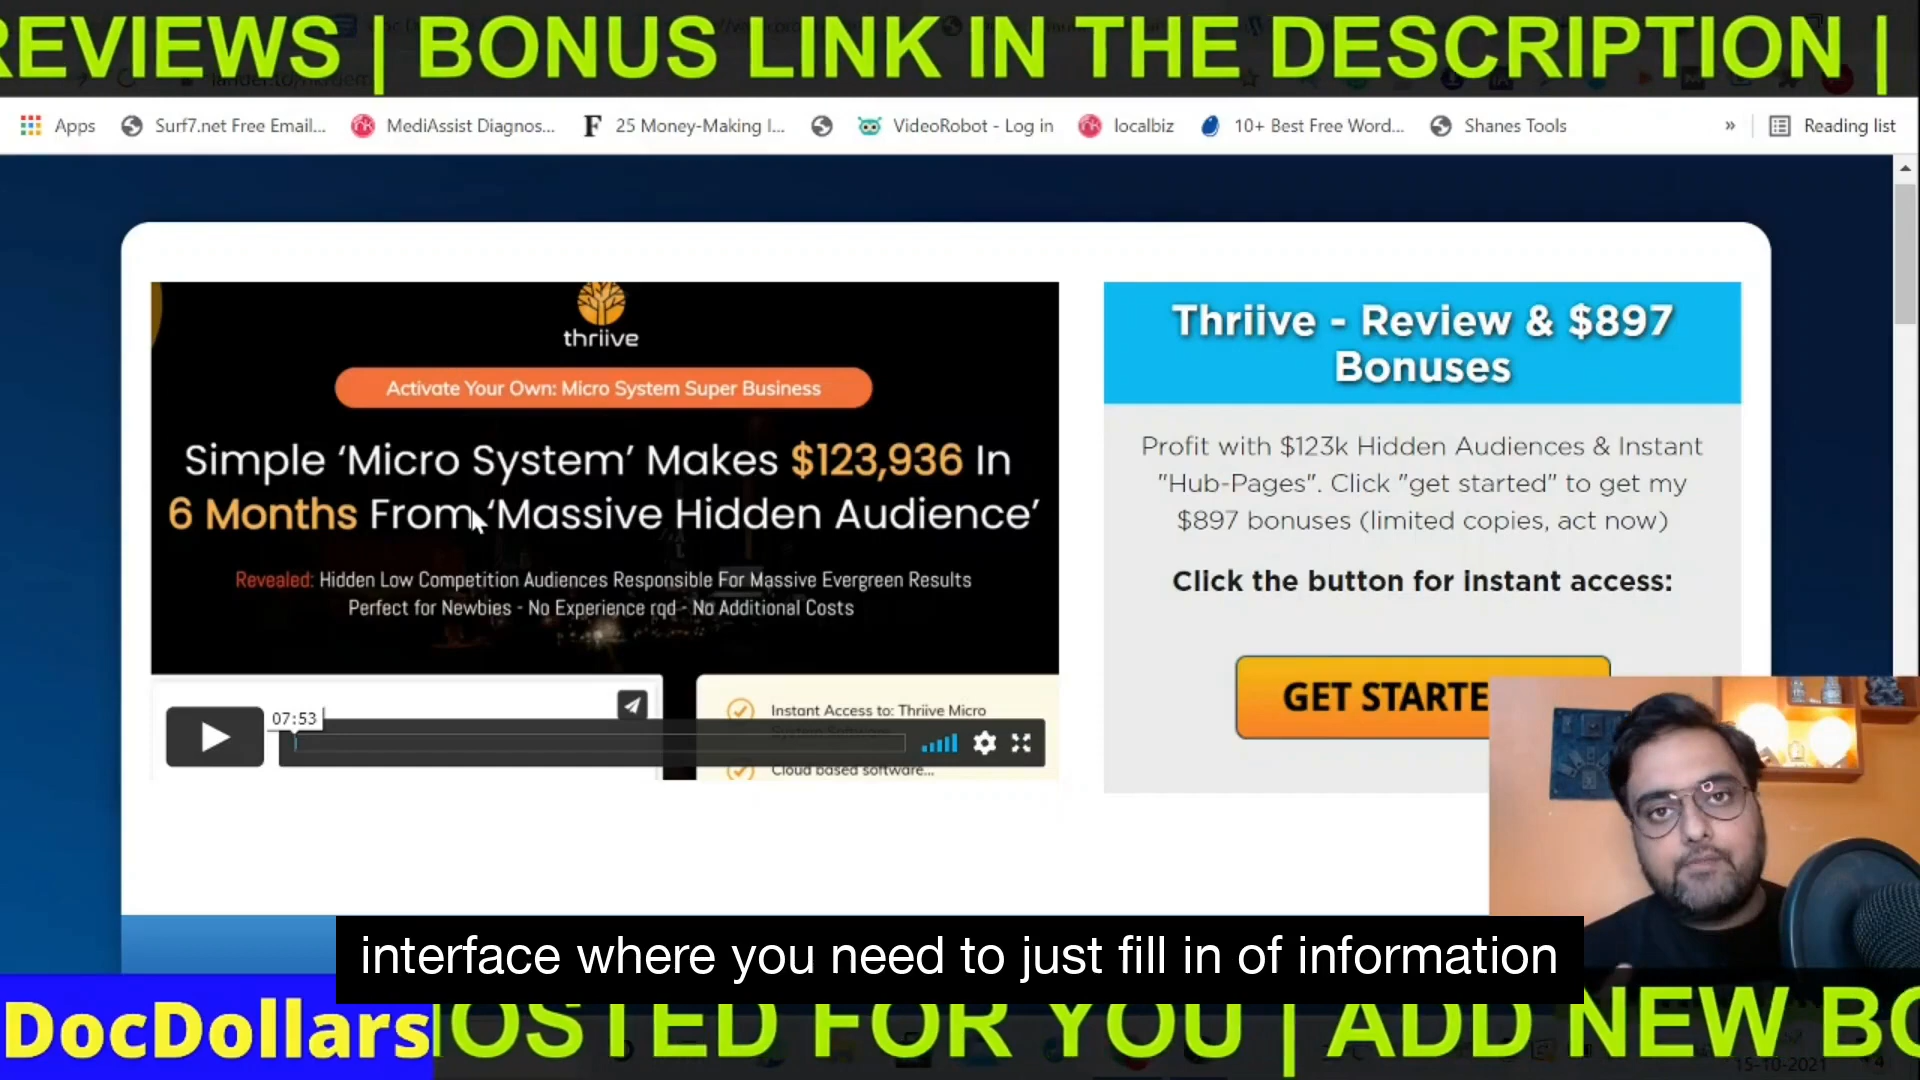 REVIEWS | BONUS LINK IN THE DESCRIPTION |
Apps Surf7.net Free Email... MediAssist Diagnos... 25 Money-Making I... VideoRobot - Log in localbiz 10+ Best Free Word... Shanes Tools » Reading list
thriive
Activate Your Own: Micro System Super Business
Simple ‘Micro System’ Makes $123,936 In
6 Months From ‘Massive Hidden Audience’
Revealed: Hidden Low Competition Audiences Responsible For Massive Evergreen Results
Perfect for Newbies - No Experience rqd - No Additional Costs
07:53
Instant Access to: Thriive Micro
System Software...
Cloud based software...
Thriive - Review & $897
Bonuses
Profit with $123k Hidden Audiences & Instant
"Hub-Pages". Click "get started" to get my
$897 bonuses (limited copies, act now)
Click the button for instant access:
GET STARTE
interface where you need to just fill in of information
DocDollars
OSTED FOR YOU | ADD NEW BO
15-10-2021